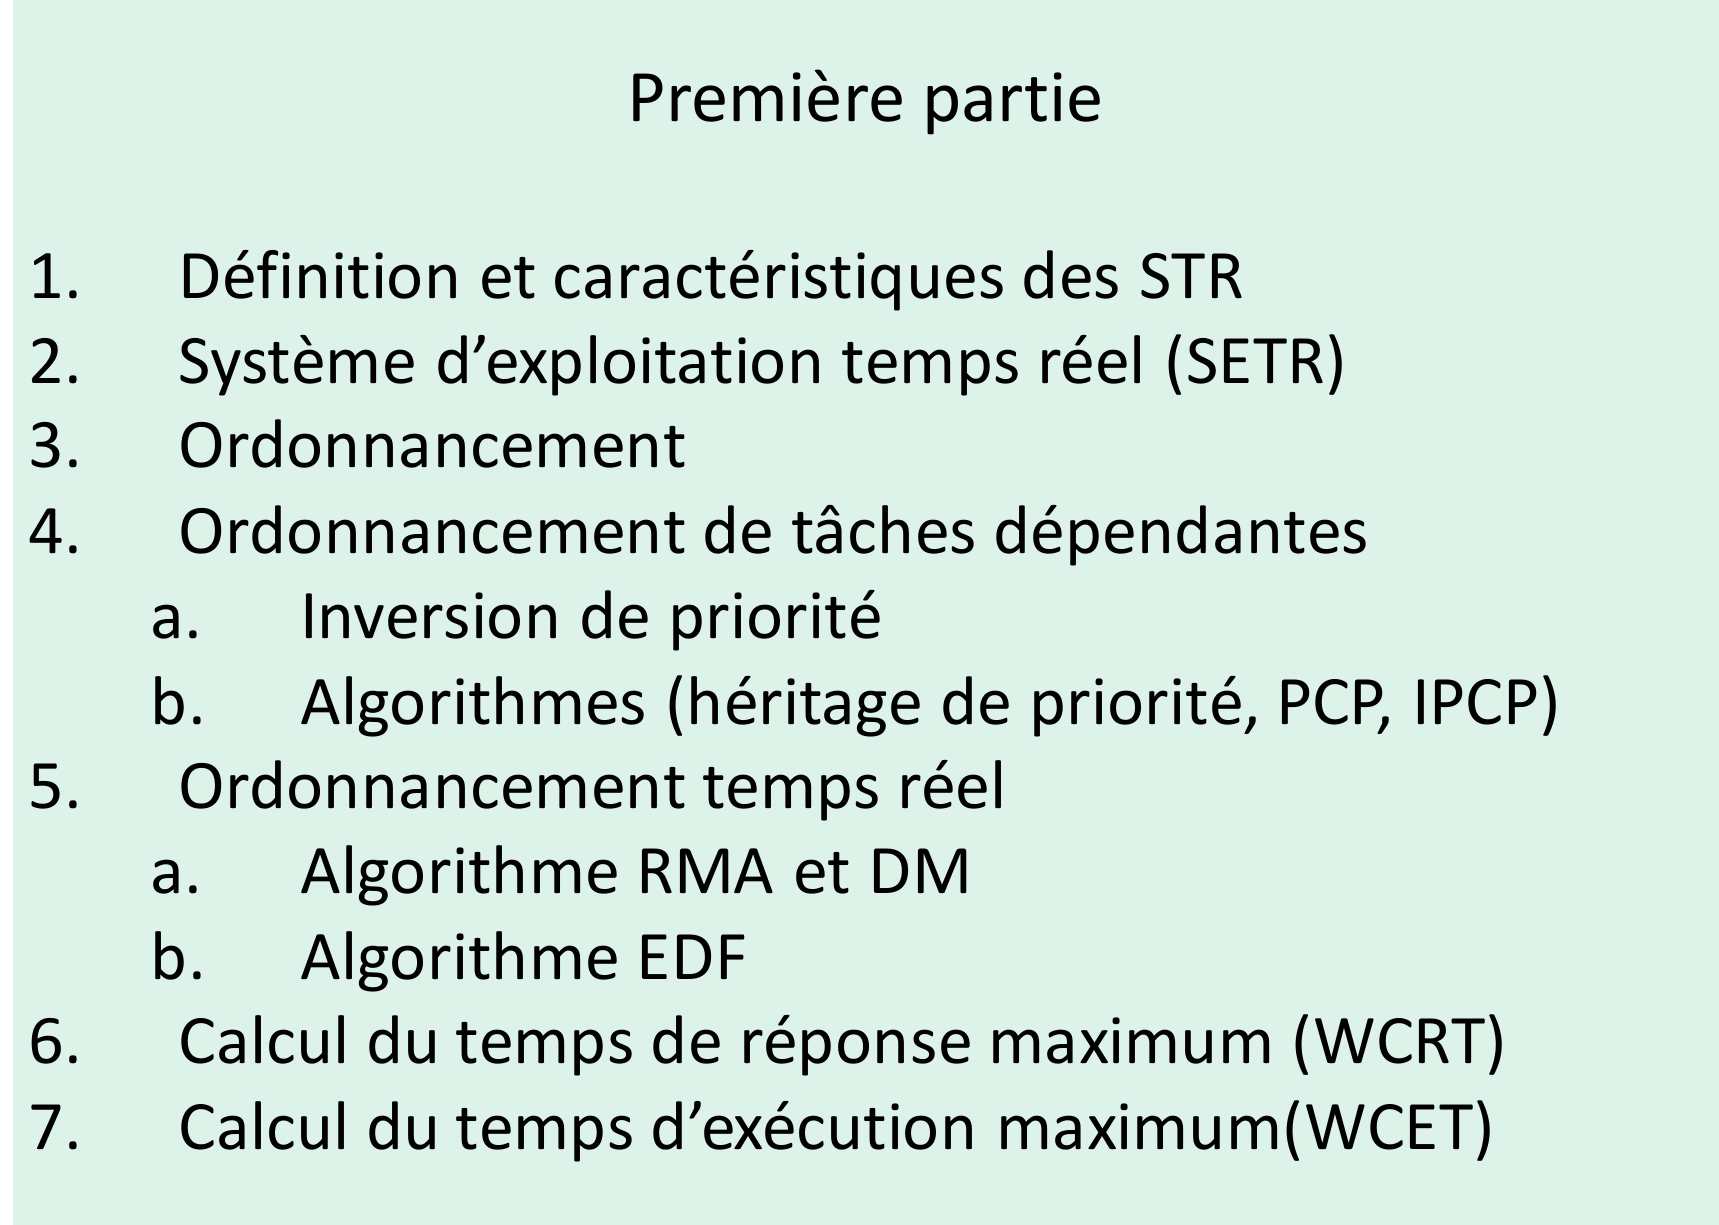 Première partie
1. Définition et caractéristiques des STR
2. Système d’exploitation temps réel (SETR)
3. Ordonnancement
4. Ordonnancement de tâches dépendantes
a. Inversion de priorité
b. Algorithmes (héritage de priorité, PCP, IPCP)
5. Ordonnancement temps réel
a. Algorithme RMA et DM
b. Algorithme EDF
6. Calcul du temps de réponse maximum (WCRT)
7. Calcul du temps d’exécution maximum(WCET)